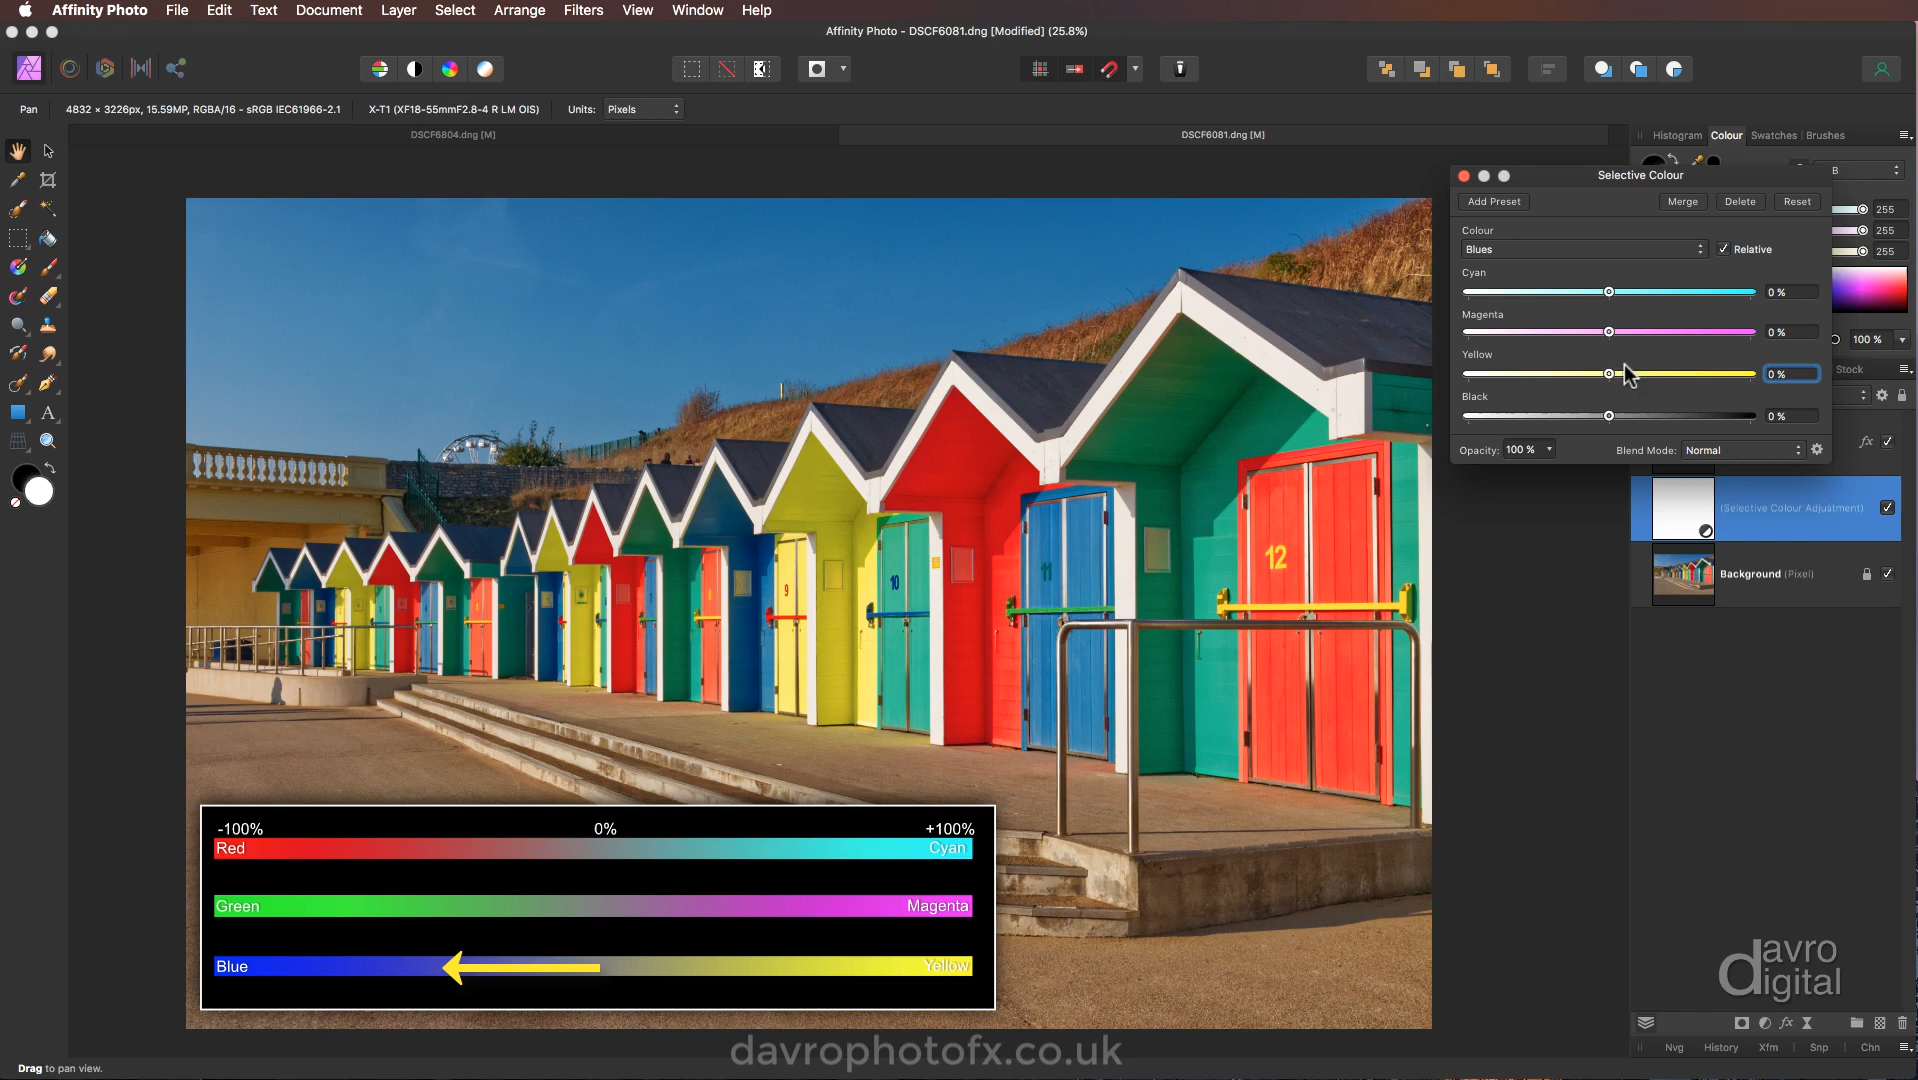 Affinity Photo File Edit Text Document Layer Select Arrange Filters View Window Help
Affinity Photo - DSCF6081.dng [Modified] (25.8%)
Pan 4832 × 3226px, 15.59MP, RGBA/16 - sRGB IEC61966-2.1 X-T1 (XF18-55mmF2.8-4 R LM OIS) Units: Pixels
DSCF6804.dng [M] DSCF6081.dng [M]
Histogram Colour Swatches Brushes
B
Selective Colour
Add Preset Merge Delete Reset
255
255
255
Colour
Blues Relative
Cyan
0 %
Magenta
0 %
Yellow
0 %
Black
0 %
Opacity: 100 % Blend Mode: Normal
100 %
Stock
fx
(Selective Colour Adjustment)
Background (Pixel)
12
11
10
9
-100% 0% +100%
Red Cyan
Green Magenta
Blue Yellow
davro
digital
fx
Nvg History Xfm Snp Chn
davrophotofx.co.uk
Drag to pan view.
A